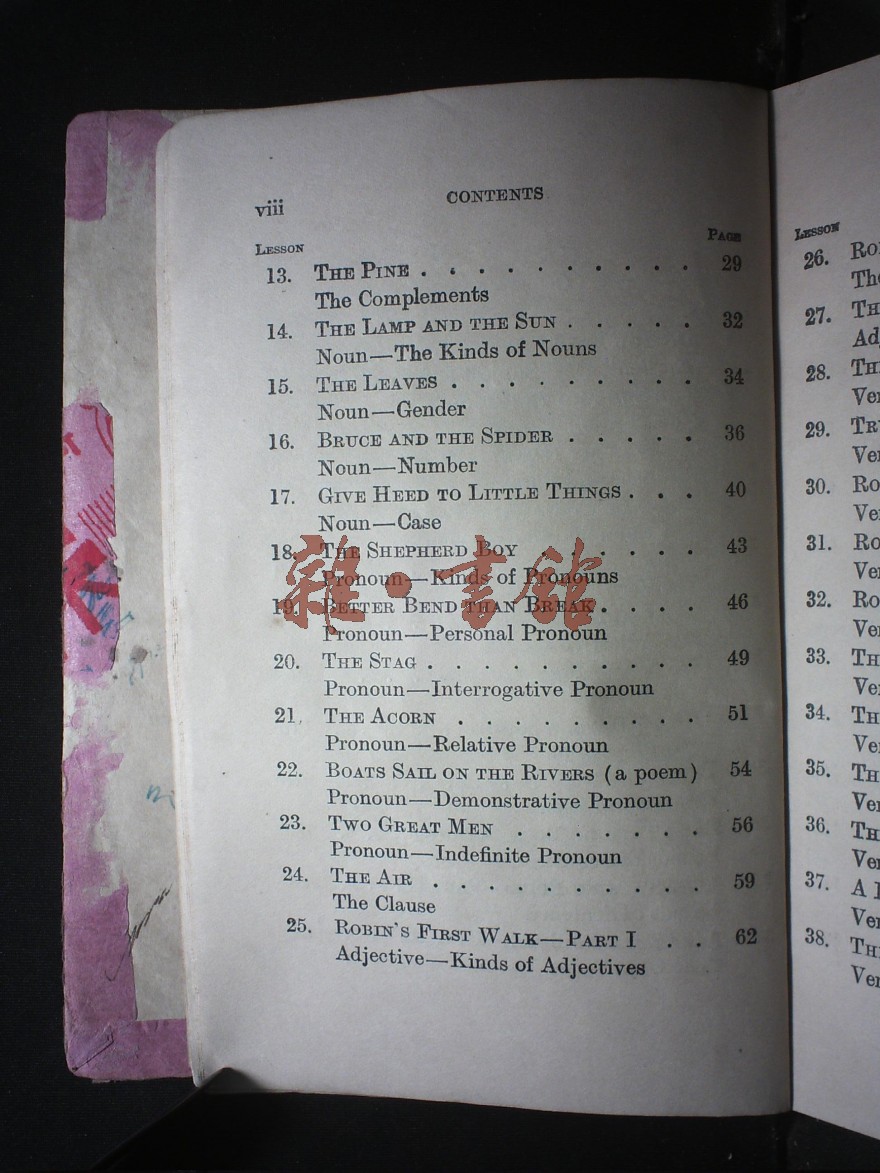 viii CONTENTS
LESSON PAGE
13. THE PINE . . . . . . . . . . 29
The Complements
14. THE LAMP AND THE SUN . . . . . 32
Noun—The Kinds of Nouns
15. THE LEAVES . . . . . . . . . 34
Noun—Gender
16. BRUCE AND THE SPIDER . . . . . 36
Noun—Number
17. GIVE HEED TO LITTLE THINGS . . . 40
Noun—Case
18. THE SHEPHERD BOY . . . . . . 43
Pronoun—Kinds of Pronouns
19. BETTER BEND THAN BREAK . . . . 46
Pronoun—Personal Pronoun
20. THE STAG . . . . . . . . . . 49
Pronoun—Interrogative Pronoun
21. THE ACORN . . . . . . . . . 51
Pronoun—Relative Pronoun
22. BOATS SAIL ON THE RIVERS (a poem) 54
Pronoun—Demonstrative Pronoun
23. TWO GREAT MEN . . . . . . . 56
Pronoun—Indefinite Pronoun
24. THE AIR . . . . . . . . . . 59
The Clause
25. ROBIN'S FIRST WALK—PART I . . 62
Adjective—Kinds of Adjectives
雜·書館
LESSON
26.
27.
28.
29.
30.
31.
32.
33.
34.
35.
36.
37. A
38.